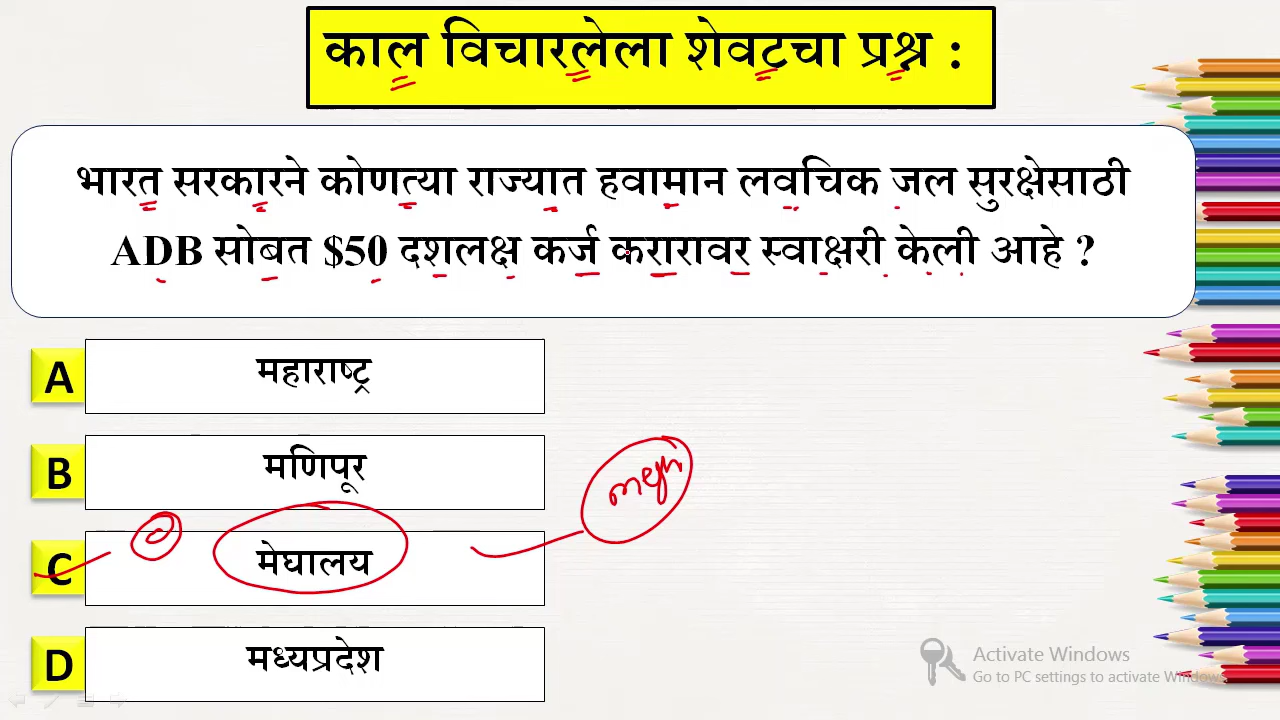 काल विचारलेला शेवटचा प्रश्न :
भारत सरकारने कोणत्या राज्यात हवामान लवचिक जल सुरक्षेसाठी
ADB सोबत $50 दशलक्ष कर्ज करारावर स्वाक्षरी केली आहे ?
A महाराष्ट्र
B मणिपूर
C मेघालय
D मध्यप्रदेश
Activate Windows
Go to PC settings to activate Windows.